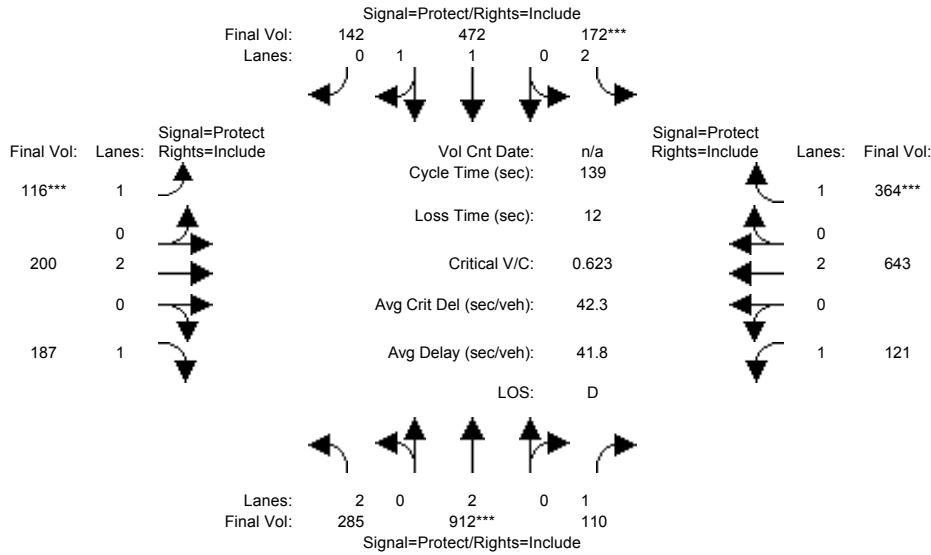 Signal=Protect/Rights=Include
Final Vol: 142 472 172***
Lanes: 0 1 1 0 2
Signal=Protect Signal=Protect
Final Vol: Lanes: Rights=Include Vol Cnt Date: n/a Rights=Include Lanes: Final Vol:
Cycle Time (sec): 139
116*** 1 1 364***
Loss Time (sec): 12
0 0
200 2 Critical V/C: 0.623 2 643
0 Avg Crit Del (sec/veh): 42.3 0
187 1 Avg Delay (sec/veh): 41.8 1 121
LOS: D
Lanes: 2 0 2 0 1
Final Vol: 285 912*** 110
Signal=Protect/Rights=Include